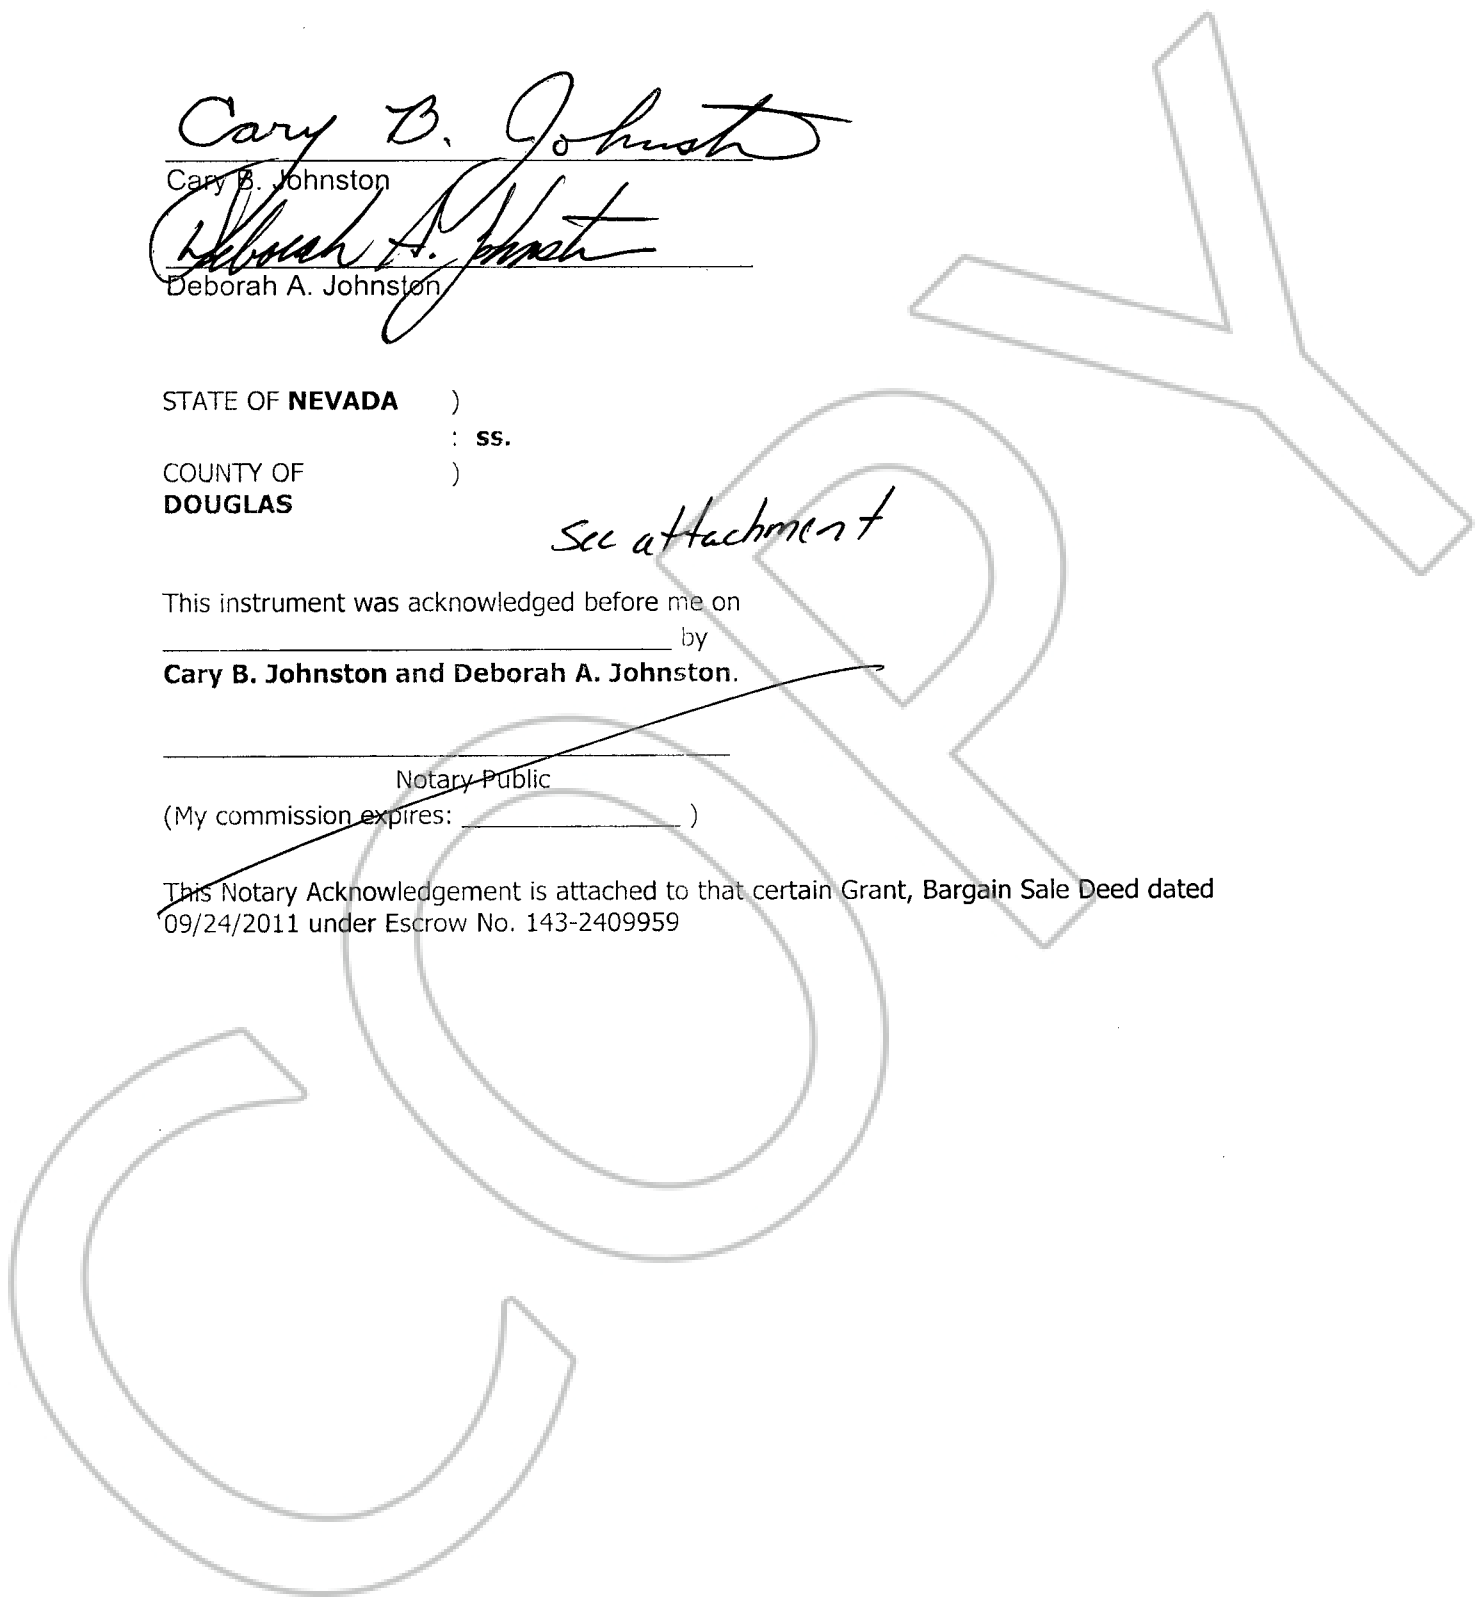 Cary B. Johnston
Cary B. Johnston
Deborah A. Johnston
Deborah A. Johnston
STATE OF NEVADA )
: ss.
COUNTY OF )
DOUGLAS
See attachment
This instrument was acknowledged before me on
____________________ by
Cary B. Johnston and Deborah A. Johnston.
Notary Public
(My commission expires: ____________________ )
This Notary Acknowledgement is attached to that certain Grant, Bargain Sale Deed dated
09/24/2011 under Escrow No. 143-2409959
COPY